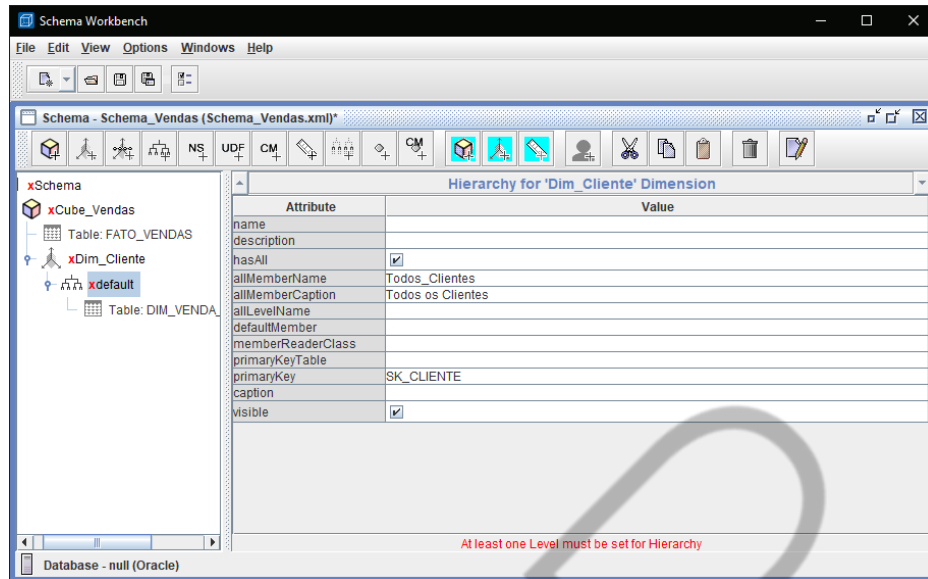 Schema Workbench
File Edit View Options Windows Help
Schema - Schema_Vendas (Schema_Vendas.xml)*
NS UDF CM CM
xSchema
xCube_Vendas
Table: FATO_VENDAS
xDim_Cliente
xdefault
Table: DIM_VENDA_
Hierarchy for 'Dim_Cliente' Dimension
Attribute Value
name
description
hasAll
allMemberName Todos_Clientes
allMemberCaption Todos os Clientes
allLevelName
defaultMember
memberReaderClass
primaryKeyTable
primaryKey SK_CLIENTE
caption
visible
At least one Level must be set for Hierarchy
Database - null (Oracle)